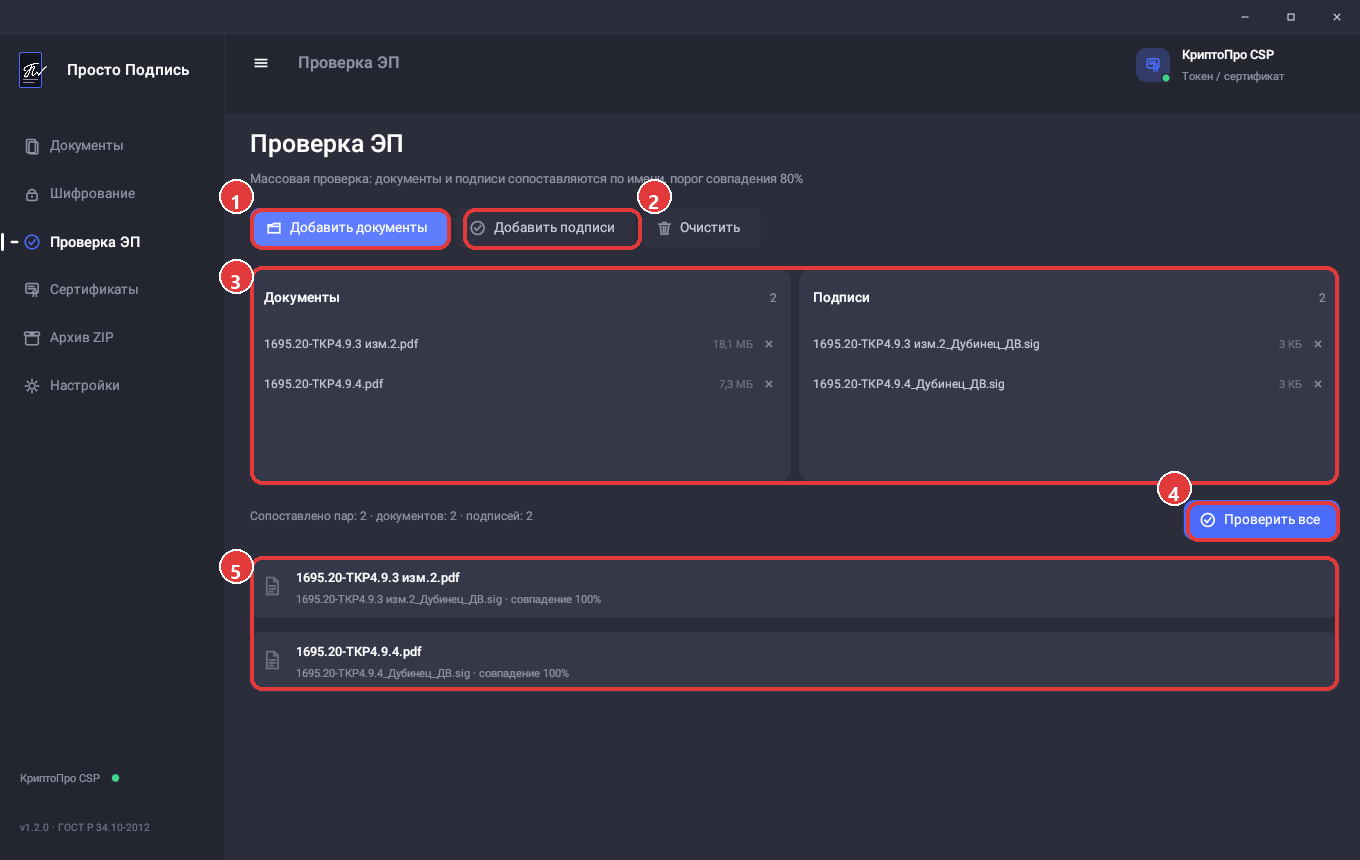 Просто Подпись
Проверка ЭП
КриптоПро CSP
Токен / сертификат
Документы
Шифрование
Проверка ЭП
Сертификаты
Архив ZIP
Настройки
Проверка ЭП
Массовая проверка: документы и подписи сопоставляются по имени, порог совпадения 80%
1
2
Добавить документы
Добавить подписи
Очистить
3
Документы 2
1695.20-ТКР4.9.3 изм.2.pdf 18,1 МБ ×
1695.20-ТКР4.9.4.pdf 7,3 МБ ×
Подписи 2
1695.20-ТКР4.9.3 изм.2_Дубинец_ДВ.sig 3 КБ ×
1695.20-ТКР4.9.4_Дубинец_ДВ.sig 3 КБ ×
4
Сопоставлено пар: 2 · документов: 2 · подписей: 2
Проверить все
5
1695.20-ТКР4.9.3 изм.2.pdf
1695.20-ТКР4.9.3 изм.2_Дубинец_ДВ.sig · совпадение 100%
1695.20-ТКР4.9.4.pdf
1695.20-ТКР4.9.4_Дубинец_ДВ.sig · совпадение 100%
КриптоПро CSP
v1.2.0 · ГОСТ Р 34.10-2012